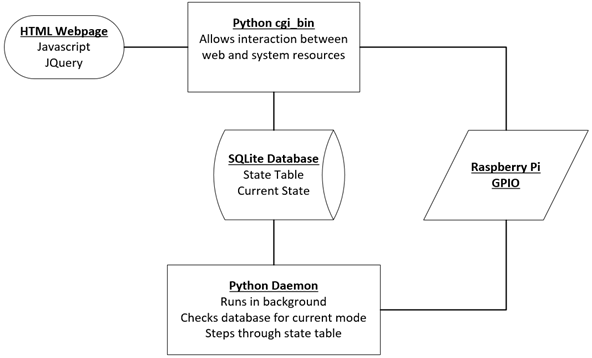 HTML Webpage
Javascript
JQuery
Python cgi_bin
Allows interaction between
web and system resources
SQLite Database
State Table
Current State
Raspberry Pi
GPIO
Python Daemon
Runs in background
Checks database for current mode
Steps through state table